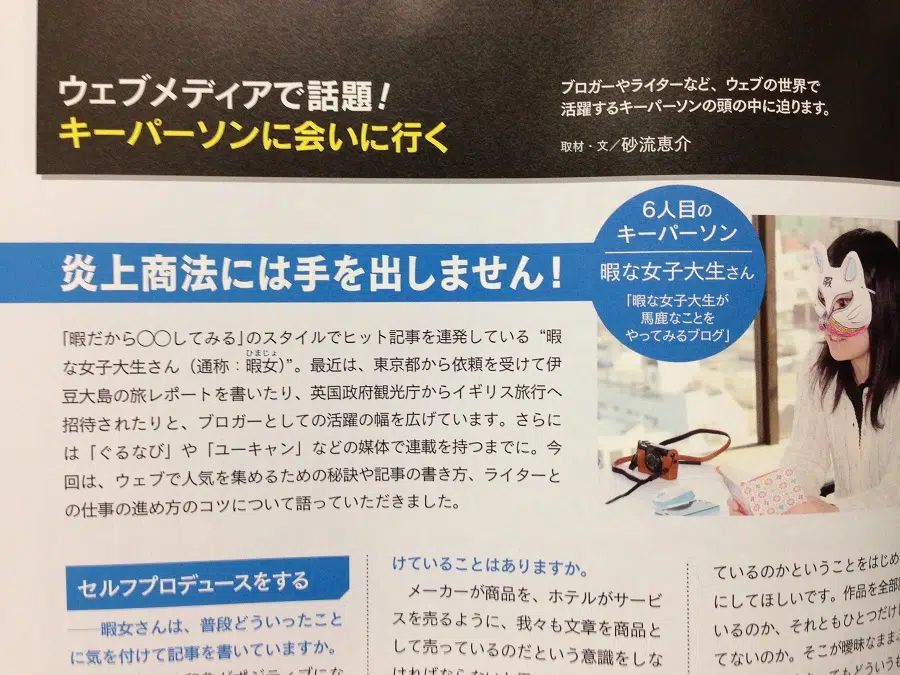 ウェブメディアで話題!
キーパーソンに会いに行く
ブロガーやライターなど、ウェブの世界で
活躍するキーパーソンの頭の中に迫ります。
取材・文/砂流恵介
6人目の
キーパーソン
暇な女子大生さん
「暇な女子大生が
馬鹿なことを
やってみるブログ」
炎上商法には手を出しません!
暇
「暇だから〇〇してみる」のスタイルでヒット記事を連発している“暇
ひまじょ
な女子大生さん(通称:暇女)”。最近は、東京都から依頼を受けて伊
豆大島の旅レポートを書いたり、英国政府観光庁からイギリス旅行へ
招待されたりと、ブロガーとしての活躍の幅を広げています。さらに
は「ぐるなび」や「ユーキャン」などの媒体で連載を持つまでに。今
回は、ウェブで人気を集めるための秘訣や記事の書き方、ライターと
の仕事の進め方のコツについて語っていただきました。
セルフプロデュースをする
——暇女さんは、普段どういったこと
に気を付けて記事を書いていますか。
けていることはありますか。
メーカーが商品を、ホテルがサービ
スを売るように、我々も文章を商品と
して売っているのだという意識をしな
ているのかということをはじめ
にしてほしいです。作品を全部
いるのか、それともひとつだけ
てないのか。そこが曖昧なまま